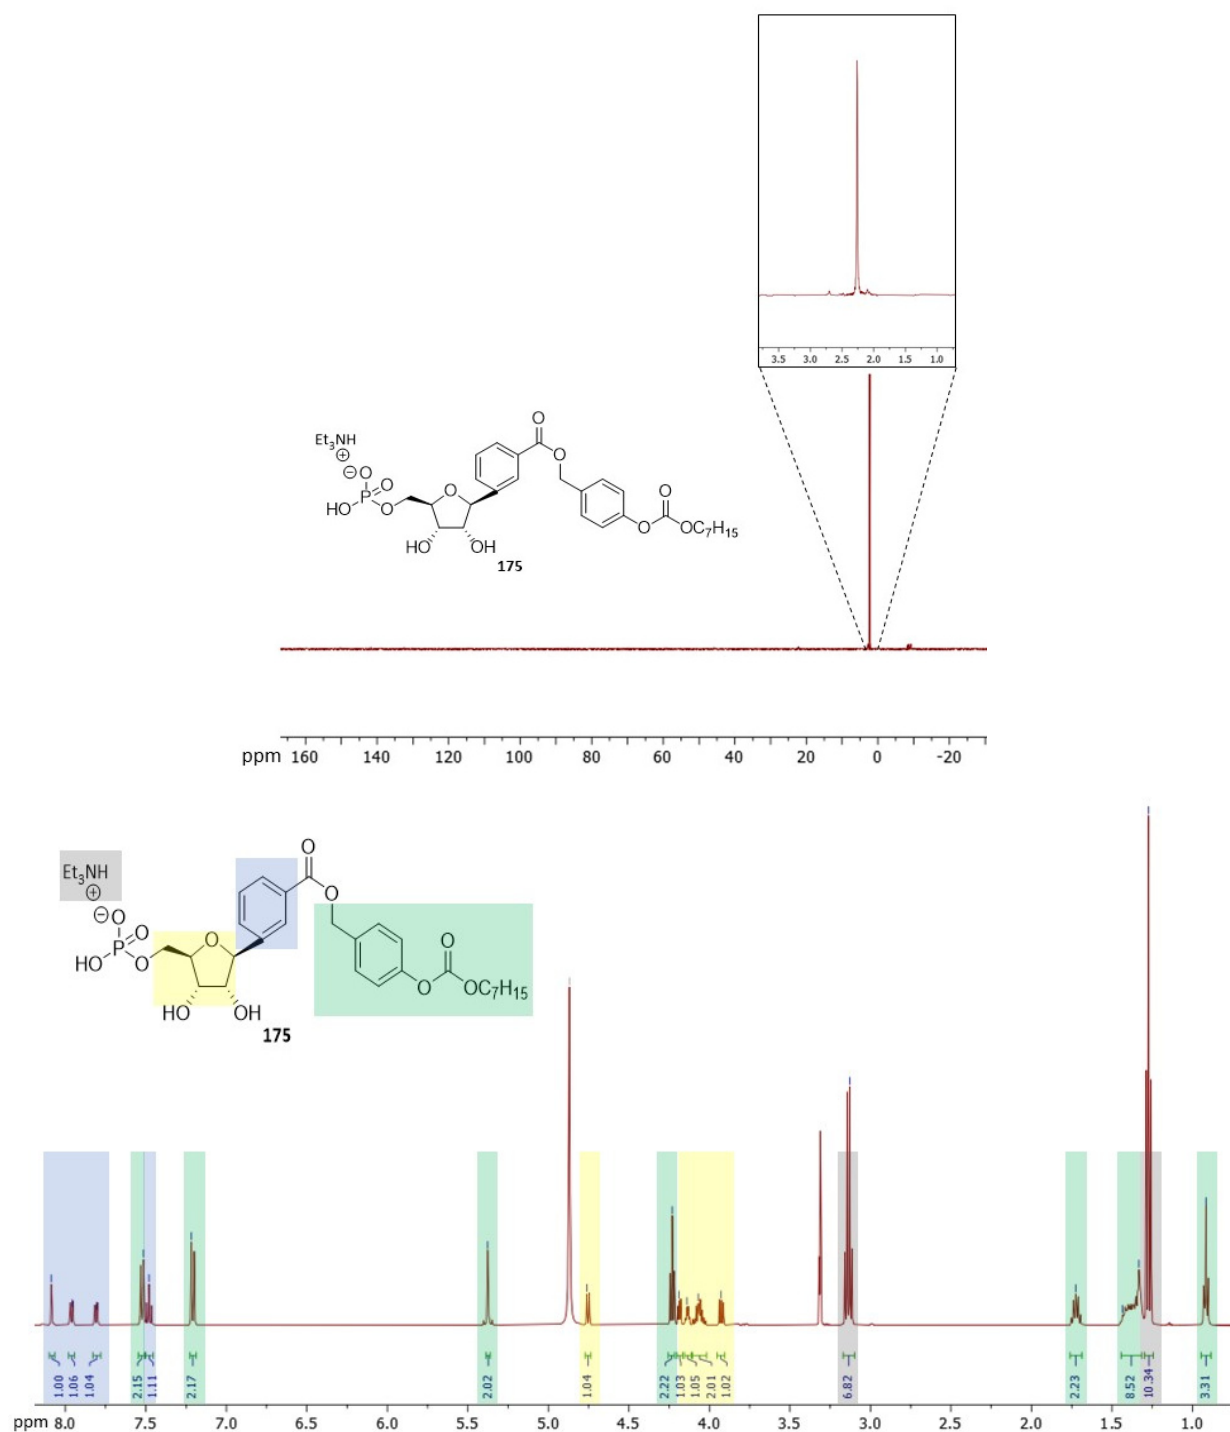 3.5 3.0 2.5 2.0 1.5 1.0
O
Et₃NH
⊕
O
⊖O
O
O
P
O
O
HO
O
O
OC₇H₁₅
HO
OH
175
ppm 160 140 120 100 80 60 40 20 0 -20
O
Et₃NH
⊕
O
⊖O
O
O
O
P
HO
O
O
OC₇H₁₅
HO
OH
175
1.00 1.06 1.04 2.15 1.11 2.17 2.02 1.04 2.22 1.03 1.05 2.01 1.02 6.82 2.23 8.52 10.34 3.31
ppm 8.0 7.5 7.0 6.5 6.0 5.5 5.0 4.5 4.0 3.5 3.0 2.5 2.0 1.5 1.0